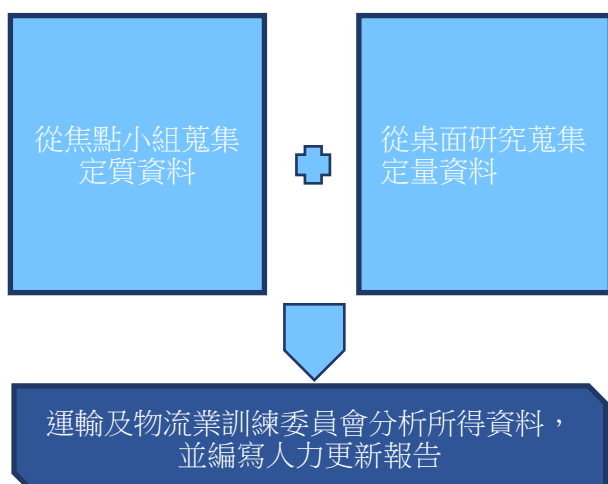 從焦點小組蒐集
定質資料
從桌面研究蒐集
定量資料
運輸及物流業訓練委員會分析所得資料，
並編寫人力更新報告